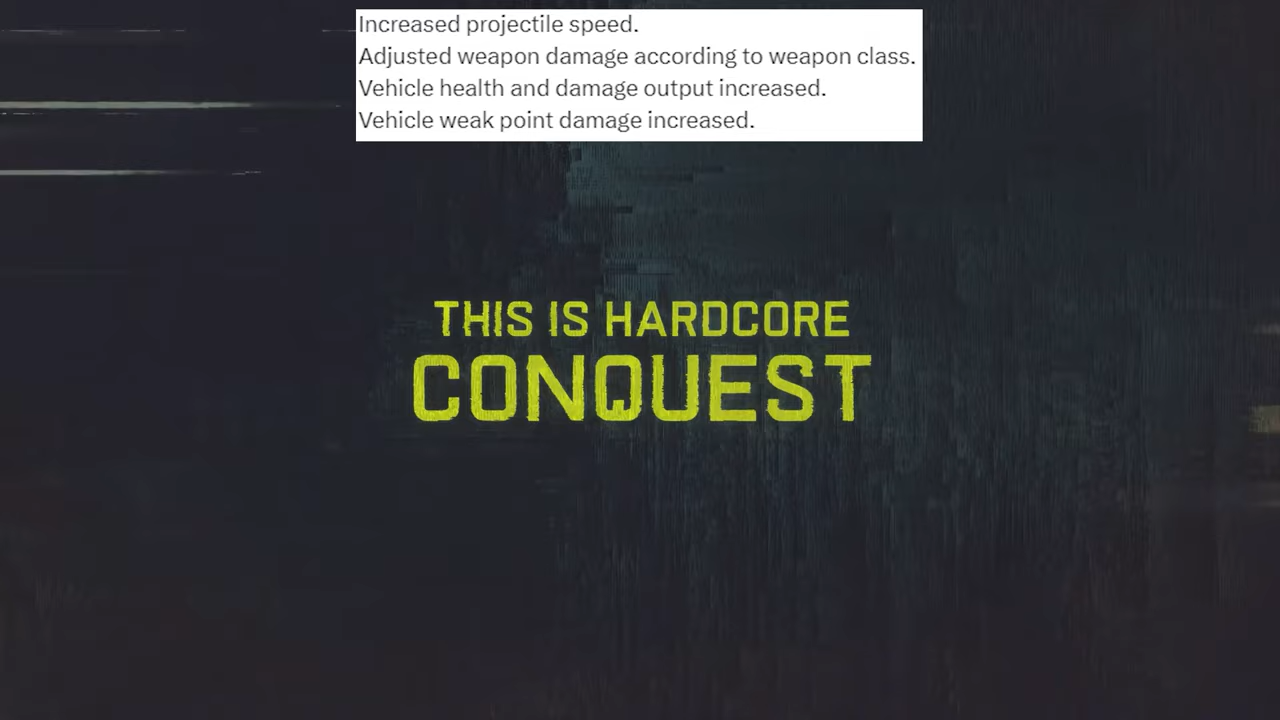 Increased projectile speed.
Adjusted weapon damage according to weapon class.
Vehicle health and damage output increased.
Vehicle weak point damage increased.
THIS IS HARDCORE
CONQUEST